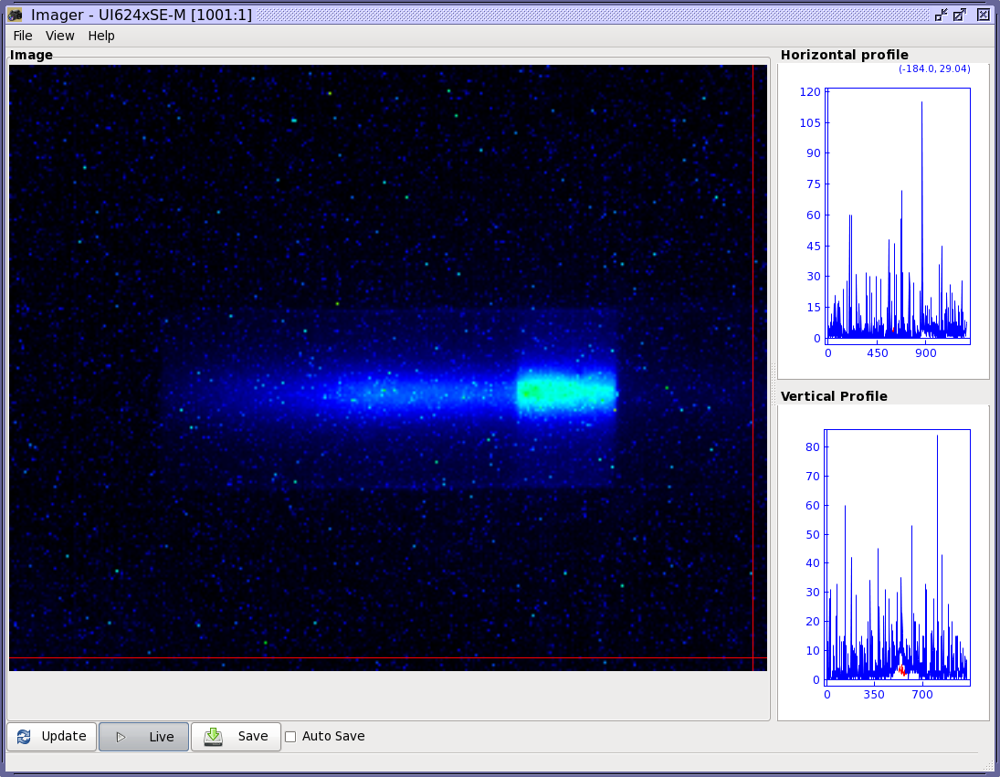 Imager - UI624xSE-M [1001:1]
File View Help
Image
Horizontal profile
(-184.0, 29.04)
120
105
90
75
60
45
30
15
0
0 450 900
Vertical Profile
80
70
60
50
40
30
20
10
0
0 350 700
Update Live Save Auto Save